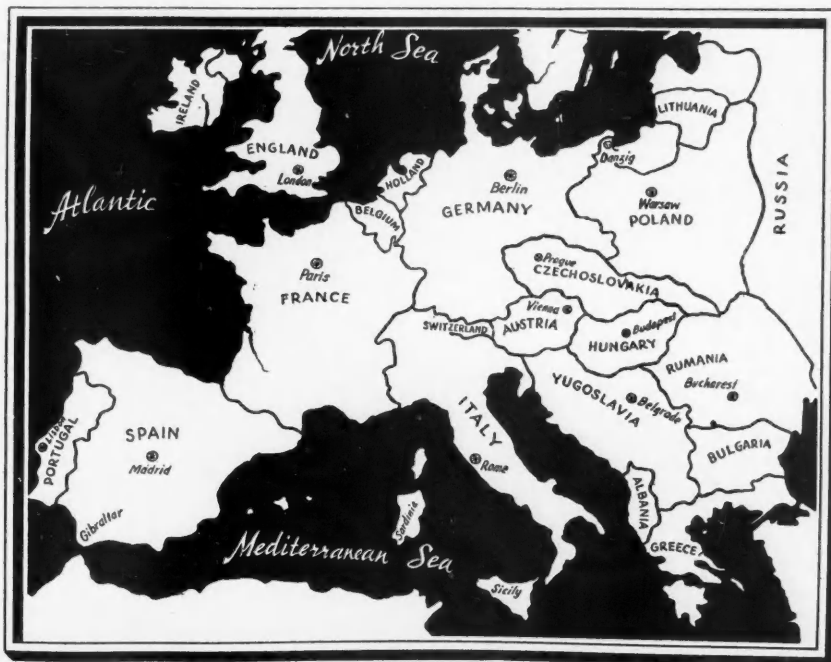 North Sea
IRELAND
ENGLAND
London
HOLLAND
BELGIUM
Berlin
GERMANY
Danzig
LITHUANIA
Warsaw
POLAND
RUSSIA
Atlantic
Paris
FRANCE
Prague
CZECHOSLOVAKIA
SWITZERLAND
Vienna
AUSTRIA
Budapest
HUNGARY
RUMANIA
Bucharest
YUGOSLAVIA
Belgrade
BULGARIA
ITALY
Rome
Lisbon
PORTUGAL
SPAIN
Madrid
Gibraltar
Sardinia
ALBANIA
GREECE
Mediterranean Sea
Sicily